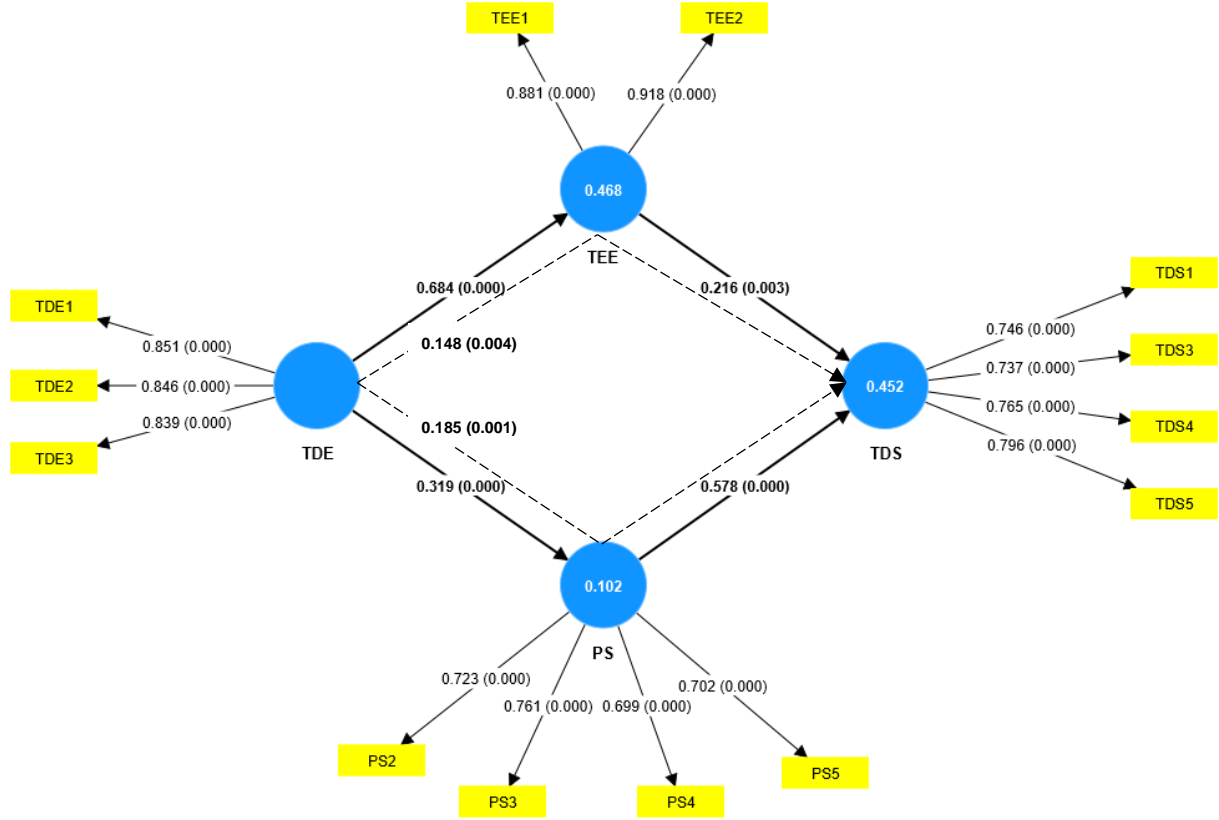 TEE1
TEE2
0.881 (0.000)
0.918 (0.000)
0.468
TEE
0.684 (0.000)
0.216 (0.003)
TDE1
TDE2
TDE3
0.851 (0.000)
0.846 (0.000)
0.839 (0.000)
TDE
0.148 (0.004)
0.185 (0.001)
0.452
TDS
0.746 (0.000)
0.737 (0.000)
0.765 (0.000)
0.796 (0.000)
TDS1
TDS3
TDS4
TDS5
0.319 (0.000)
0.578 (0.000)
0.102
PS
0.723 (0.000)
0.761 (0.000)
0.699 (0.000)
0.702 (0.000)
PS2
PS3
PS4
PS5